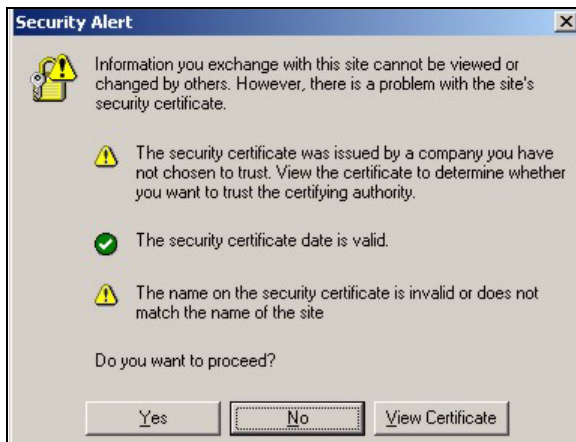 Security Alert
Information you exchange with this site cannot be viewed or
changed by others. However, there is a problem with the site's
security certificate.
The security certificate was issued by a company you have
not chosen to trust. View the certificate to determine whether
you want to trust the certifying authority.
The security certificate date is valid.
The name on the security certificate is invalid or does not
match the name of the site
Do you want to proceed?
Yes No View Certificate